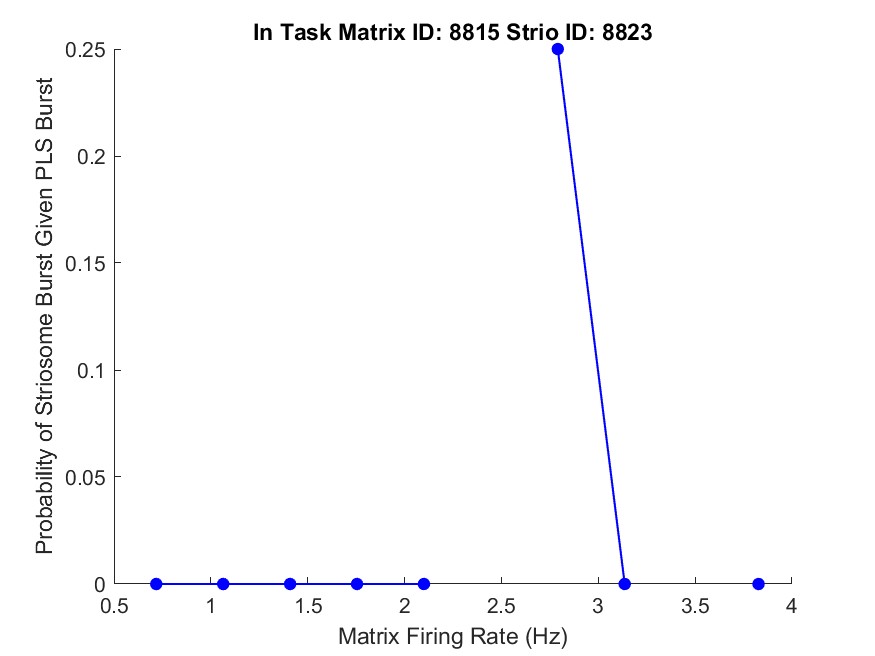 In Task Matrix ID: 8815 Strio ID: 8823
Probability of Striosome Burst Given PLS Burst
0.25
0.2
0.15
0.1
0.05
0
0.5 1 1.5 2 2.5 3 3.5 4
Matrix Firing Rate (Hz)